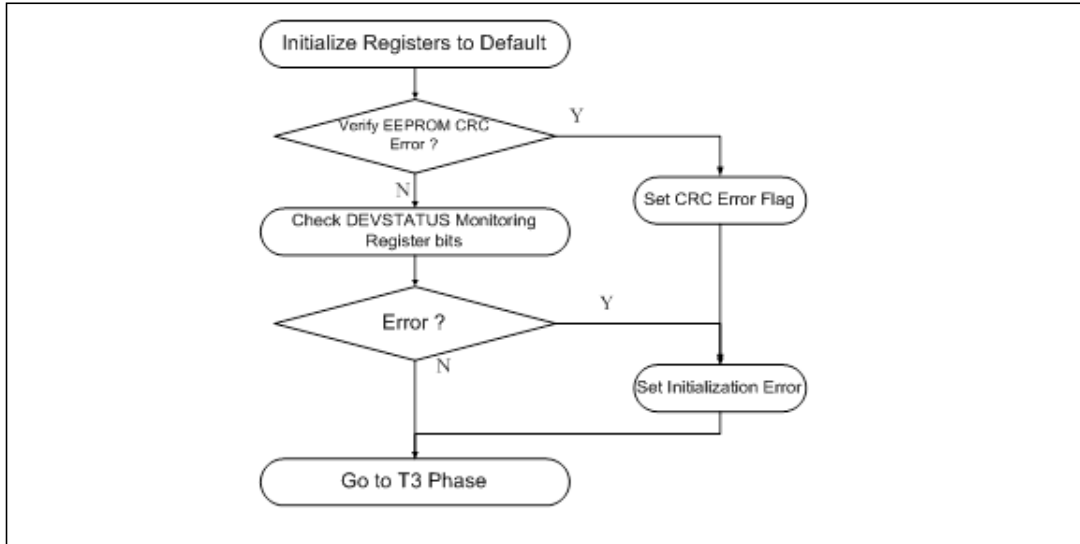 Initialize Registers to Default
Verify EEPROM CRC
Error ?
Y
N
Set CRC Error Flag
Check DEVSTATUS Monitoring
Register bits
Error ?
Y
N
Set Initialization Error
Go to T3 Phase